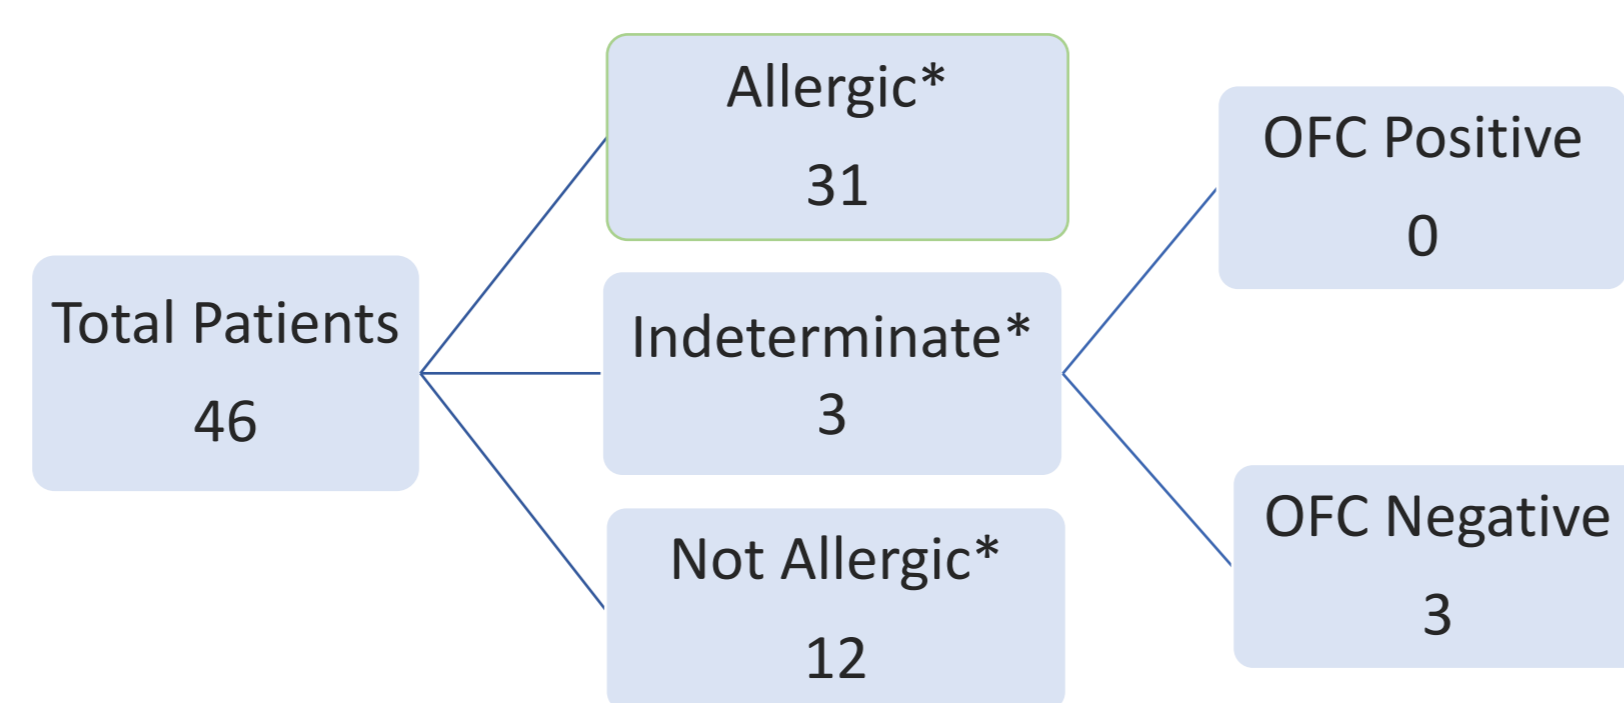 Total Patients
46
Allergic*
31
Indeterminate*
3
Not Allergic*
12
OFC Positive
0
OFC Negative
3